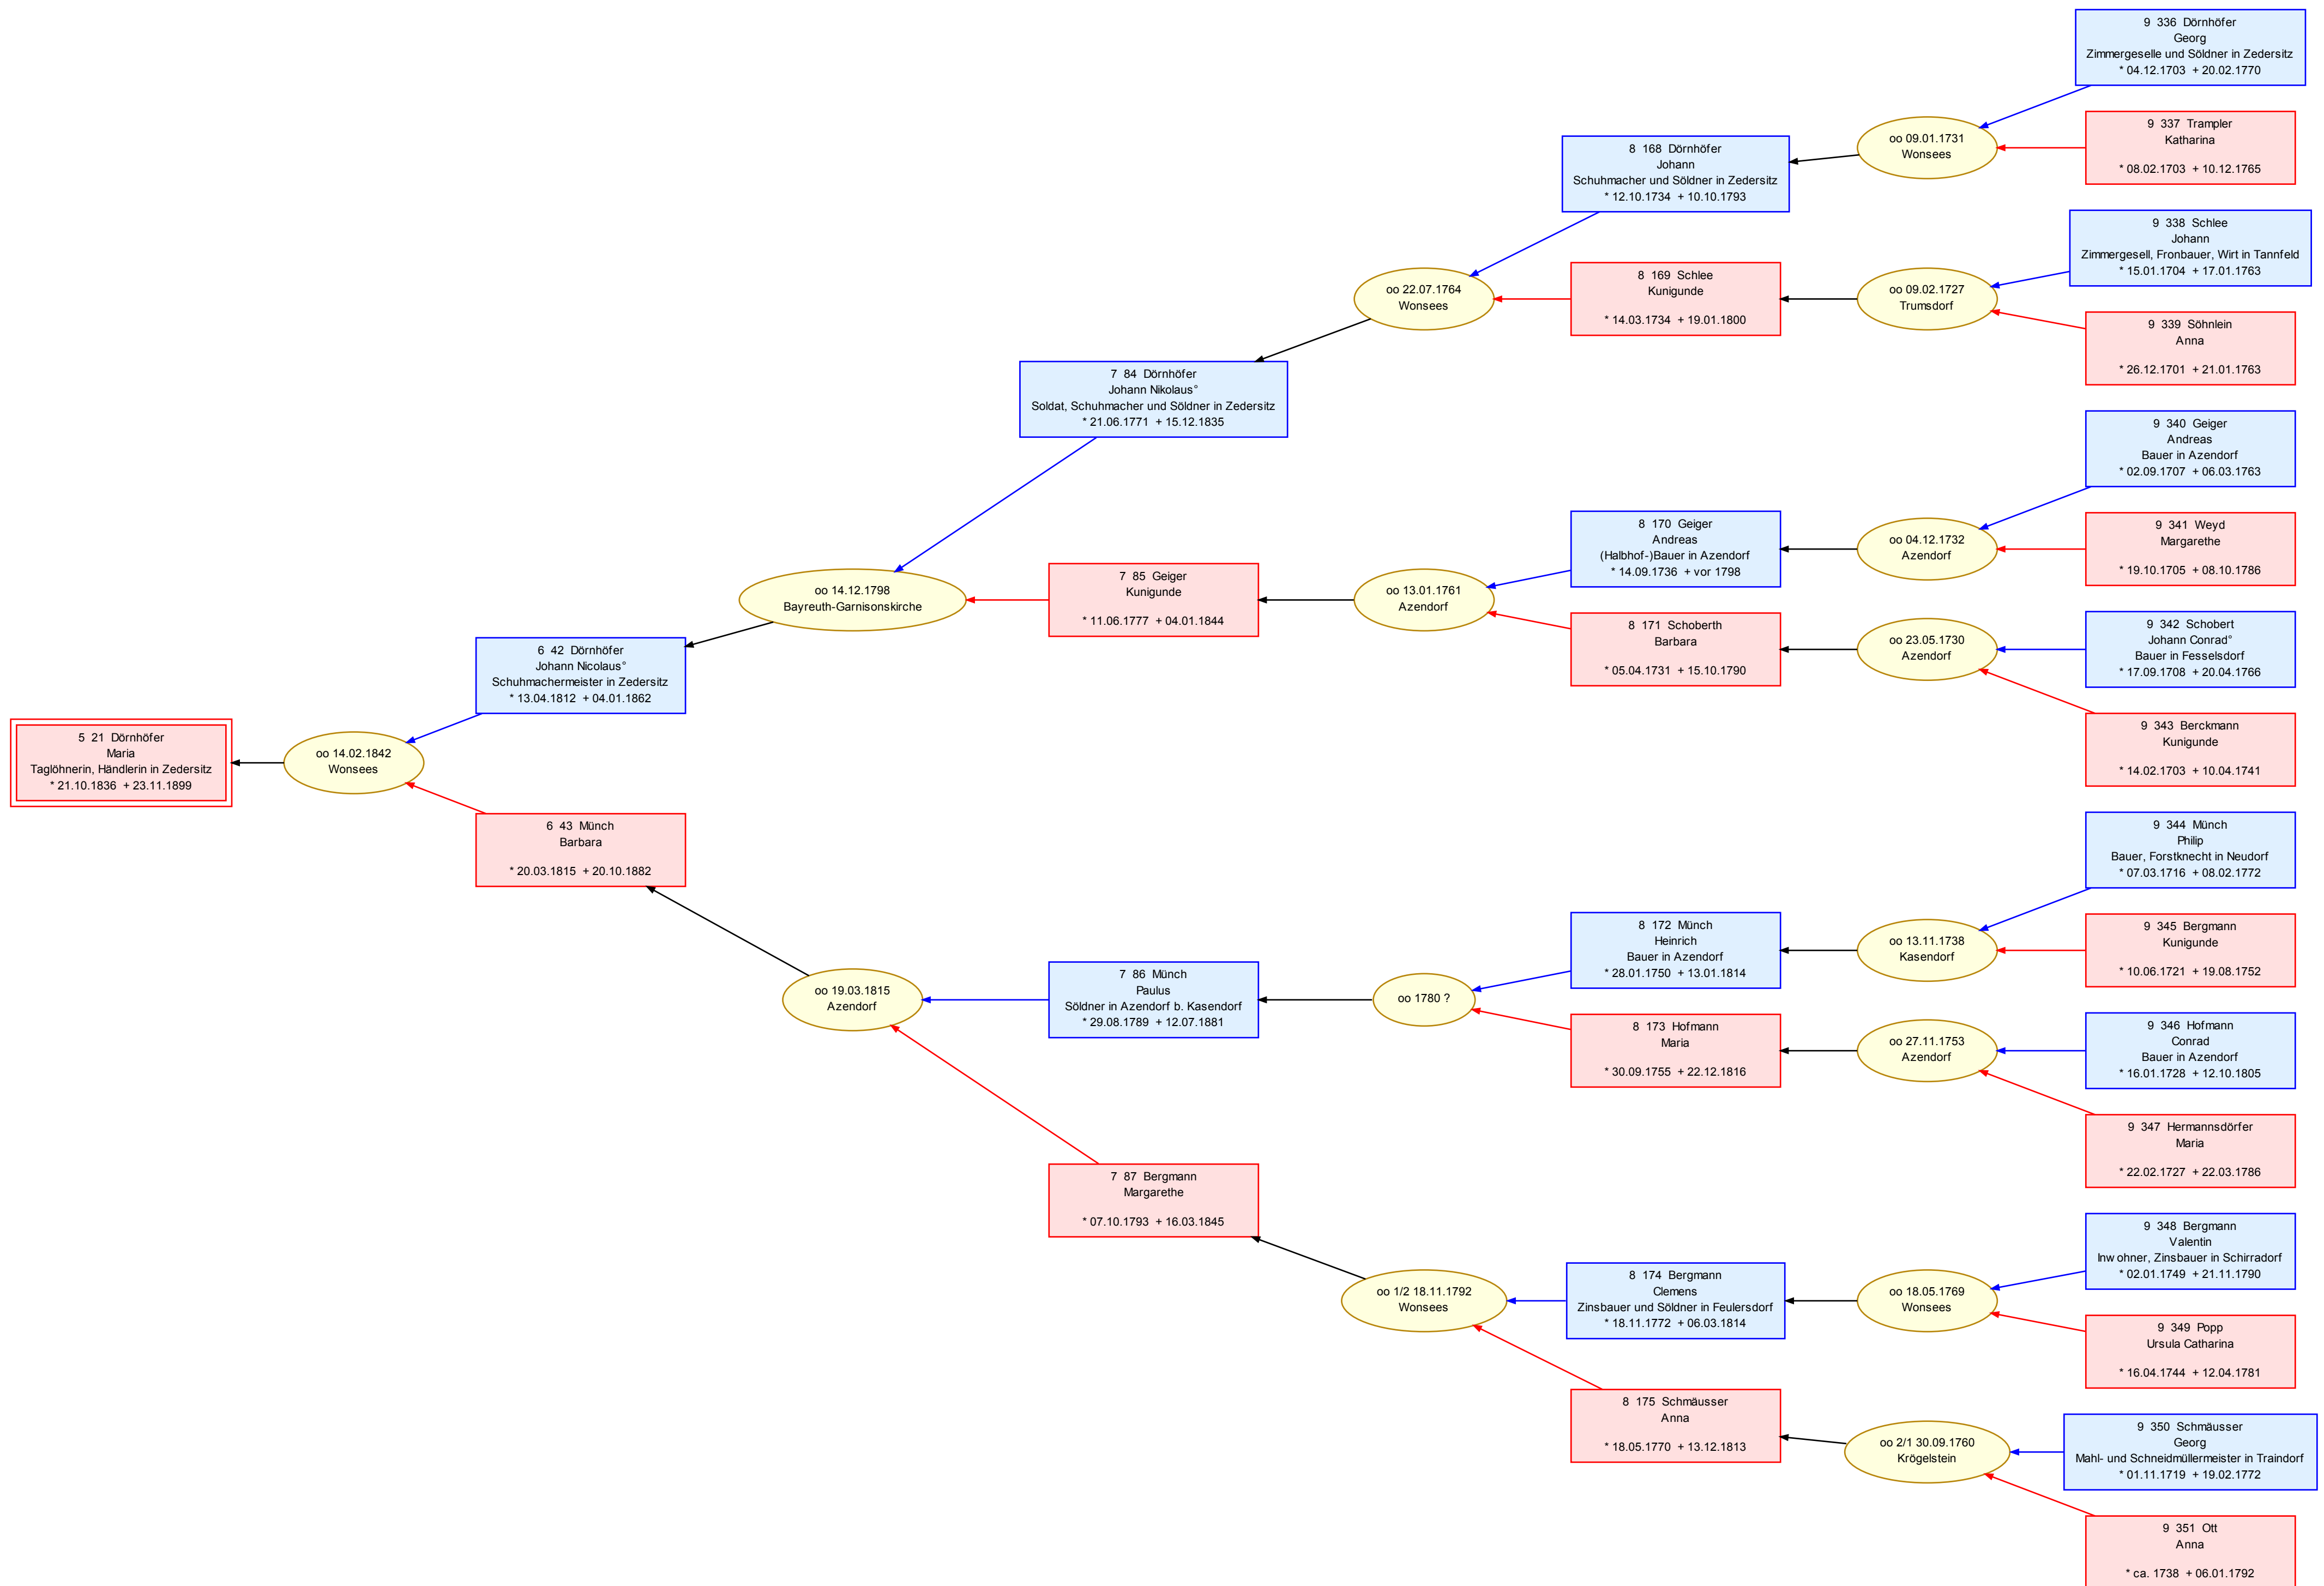 5 21 Dörnhöfer
Maria
Taglöhnerin, Händlerin in Zedersitz
* 21.10.1836 + 23.11.1899
oo 14.02.1842
Wonsees
6 42 Dörnhöfer
Johann Nicolaus°
Schuhmachermeister in Zedersitz
* 13.04.1812 + 04.01.1862
6 43 Münch
Barbara
* 20.03.1815 + 20.10.1882
oo 14.12.1798
Bayreuth-Garnisonskirche
oo 19.03.1815
Azendorf
7 84 Dörnhöfer
Johann Nikolaus°
Soldat, Schuhmacher und Söldner in Zedersitz
* 21.06.1771 + 15.12.1835
7 85 Geiger
Kunigunde
* 11.06.1777 + 04.01.1844
7 86 Münch
Paulus
Söldner in Azendorf b. Kasendorf
* 29.08.1789 + 12.07.1881
7 87 Bergmann
Margarethe
* 07.10.1793 + 16.03.1845
oo 22.07.1764
Wonsees
oo 13.01.1761
Azendorf
oo 1780 ?
oo 1/2 18.11.1792
Wonsees
8 168 Dörnhöfer
Johann
Schuhmacher und Söldner in Zedersitz
* 12.10.1734 + 10.10.1793
8 169 Schlee
Kunigunde
* 14.03.1734 + 19.01.1800
8 170 Geiger
Andreas
(Halbhof-)Bauer in Azendorf
* 14.09.1736 + vor 1798
8 171 Schoberth
Barbara
* 05.04.1731 + 15.10.1790
8 172 Münch
Heinrich
Bauer in Azendorf
* 28.01.1750 + 13.01.1814
8 173 Hofmann
Maria
* 30.09.1755 + 22.12.1816
8 174 Bergmann
Clemens
Zinsbauer und Söldner in Feulersdorf
* 18.11.1772 + 06.03.1814
8 175 Schmäusser
Anna
* 18.05.1770 + 13.12.1813
oo 09.01.1731
Wonsees
oo 09.02.1727
Trumsdorf
oo 04.12.1732
Azendorf
oo 23.05.1730
Azendorf
oo 13.11.1738
Kasendorf
oo 27.11.1753
Azendorf
oo 18.05.1769
Wonsees
oo 2/1 30.09.1760
Krögelstein
9 336 Dörnhöfer
Georg
Zimmergeselle und Söldner in Zedersitz
* 04.12.1703 + 20.02.1770
9 337 Trampler
Katharina
* 08.02.1703 + 10.12.1765
9 338 Schlee
Johann
Zimmergesell, Fronbauer, Wirt in Tannfeld
* 15.01.1704 + 17.01.1763
9 339 Söhnlein
Anna
* 26.12.1701 + 21.01.1763
9 340 Geiger
Andreas
Bauer in Azendorf
* 02.09.1707 + 06.03.1763
9 341 Weyd
Margarethe
* 19.10.1705 + 08.10.1786
9 342 Schobert
Johann Conrad°
Bauer in Fesselsdorf
* 17.09.1708 + 20.04.1766
9 343 Berckmann
Kunigunde
* 14.02.1703 + 10.04.1741
9 344 Münch
Philip
Bauer, Forstknecht in Neudorf
* 07.03.1716 + 08.02.1772
9 345 Bergmann
Kunigunde
* 10.06.1721 + 19.08.1752
9 346 Hofmann
Conrad
Bauer in Azendorf
* 16.01.1728 + 12.10.1805
9 347 Hermannsdörfer
Maria
* 22.02.1727 + 22.03.1786
9 348 Bergmann
Valentin
Inwohner, Zinsbauer in Schirradorf
* 02.01.1749 + 21.11.1790
9 349 Popp
Ursula Catharina
* 16.04.1744 + 12.04.1781
9 350 Schmäusser
Georg
Mahl- und Schneidmüllermeister in Traindorf
* 01.11.1719 + 19.02.1772
9 351 Ott
Anna
* ca. 1738 + 06.01.1792